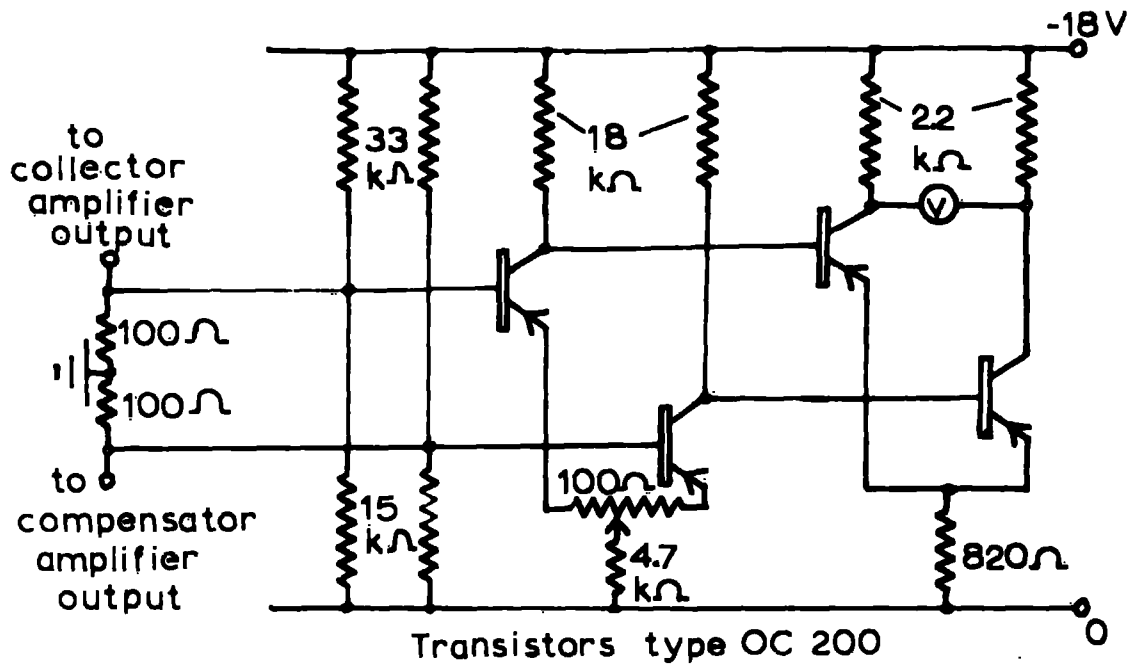 -18V
to
collector
amplifier
output
33
kΩ
18
kΩ
2.2
kΩ
V
100Ω
100Ω
to
compensator
amplifier
output
15
kΩ
100Ω
4.7
kΩ
820Ω
0
Transistors type OC 200